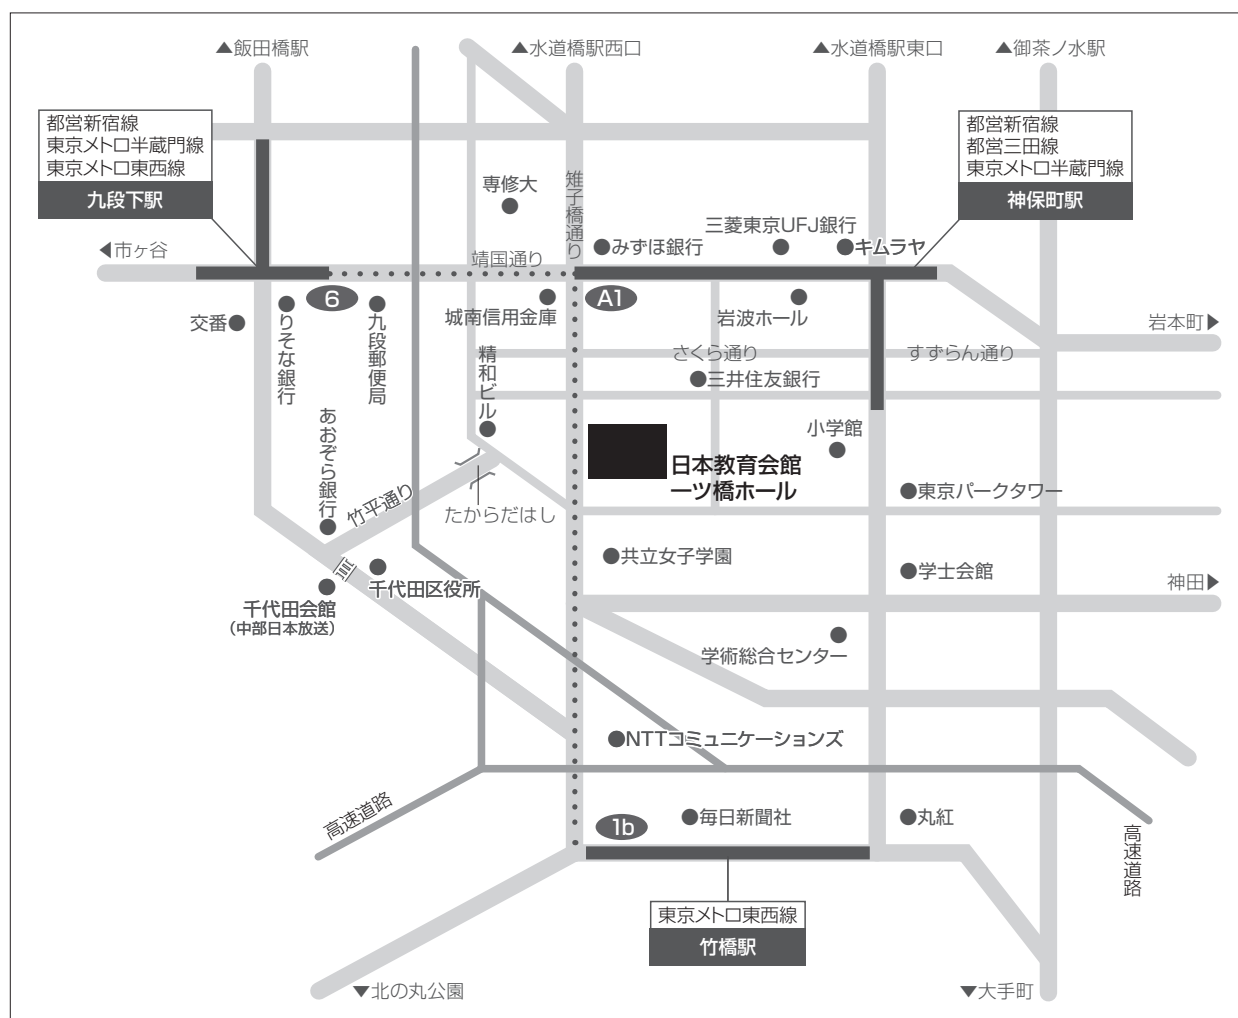 ▲飯田橋駅
▲水道橋駅西口
▲水道橋駅東口
▲御茶ノ水駅
都営新宿線
東京メトロ半蔵門線
東京メトロ東西線
九段下駅
都営新宿線
都営三田線
東京メトロ半蔵門線
神保町駅
専修大
雉子橋通り
◀市ヶ谷
靖国通り
●みずほ銀行
三菱東京UFJ銀行
●キムラヤ
6
A1
交番●
りそな銀行
九段郵便局
城南信用金庫
岩波ホール
岩本町▶
さくら通り
すずらん通り
精和ビル
●三井住友銀行
あおぞら銀行
小学館
日本教育会館
一ツ橋ホール
竹平通り
たからだはし
●東京パークタワー
●共立女子学園
●学士会館
千代田区役所
千代田会館
（中部日本放送）
神田▶
学術総合センター
●NTTコミュニケーションズ
高速道路
1b
●毎日新聞社
●丸紅
高速道路
東京メトロ東西線
竹橋駅
▼北の丸公園
▼大手町